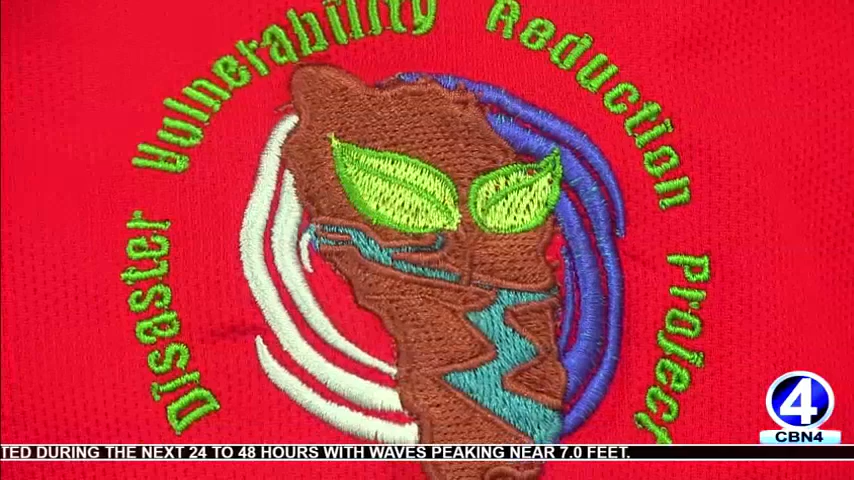 Disaster Vulnerability Reduction Project
4
CBN4
TED DURING THE NEXT 24 TO 48 HOURS WITH WAVES PEAKING NEAR 7.0 FEET.